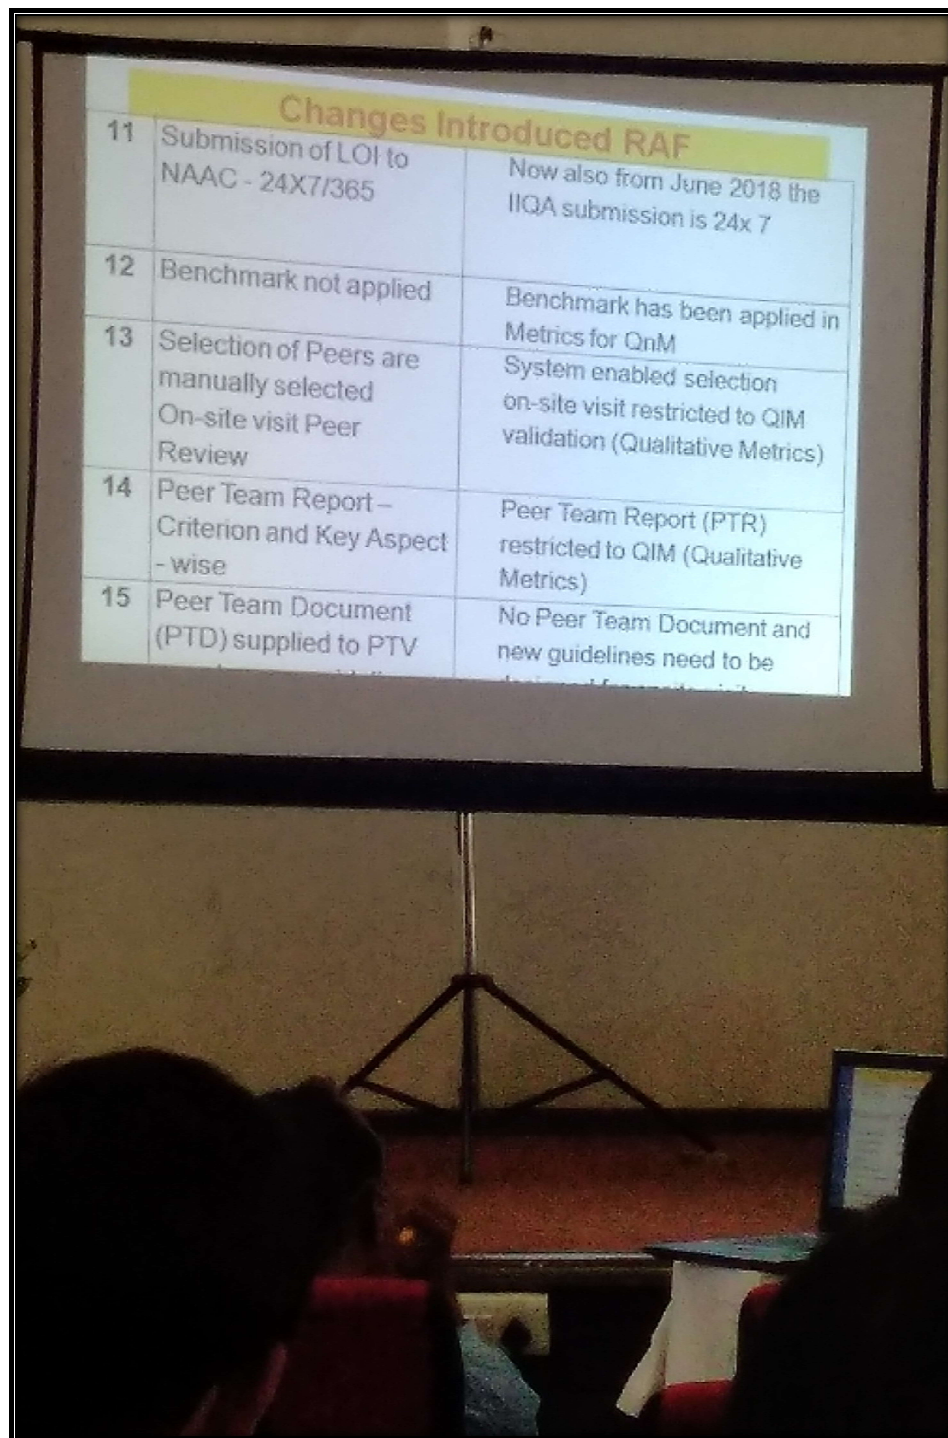 Changes Introduced RAF
11
Submission of LOI to
NAAC - 24X7/365
Now also from June 2018 the
IIQA submission is 24x 7
12
Benchmark not applied
Benchmark has been applied in
Metrics for QnM
13
Selection of Peers are
manually selected
On-site visit Peer
Review
System enabled selection
on-site visit restricted to QlM
validation (Qualitative Metrics)
14
Peer Team Report –
Criterion and Key Aspect
- wise
Peer Team Report (PTR)
restricted to QlM (Qualitative
Metrics)
15
Peer Team Document
(PTD) supplied to PTV
No Peer Team Document and
new guidelines need to be